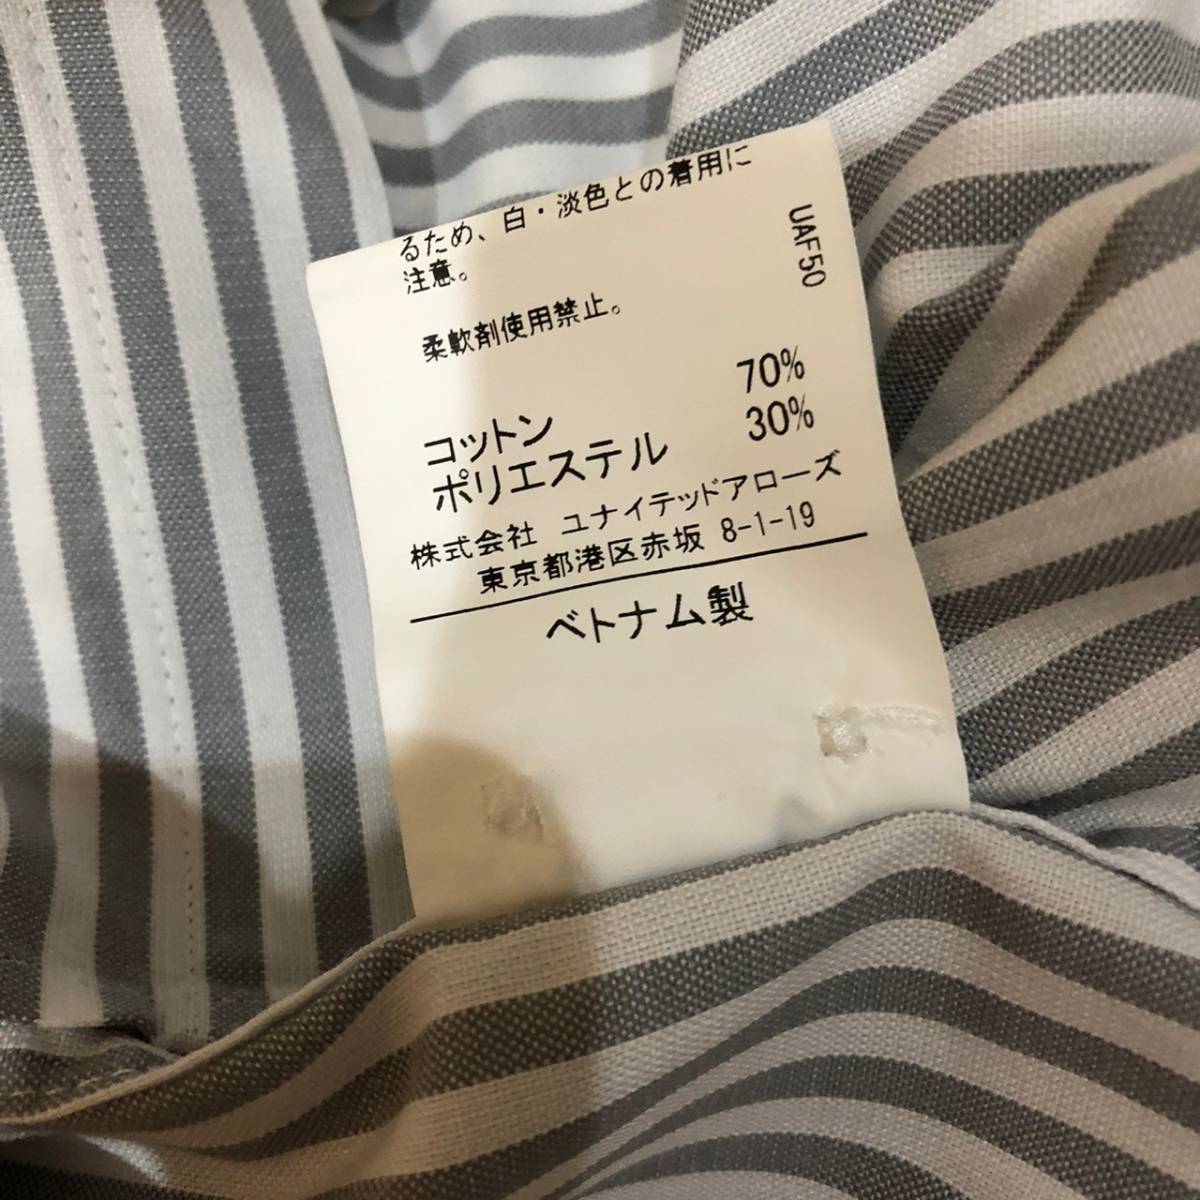 白・淡色との着用に
るため、
注意。
柔軟剤使用禁止。
コットン 70%
ポリエステル 30%
株式会社 ユナイテッドアローズ
東京都港区赤坂 8-1-19
ベトナム製
UAF50